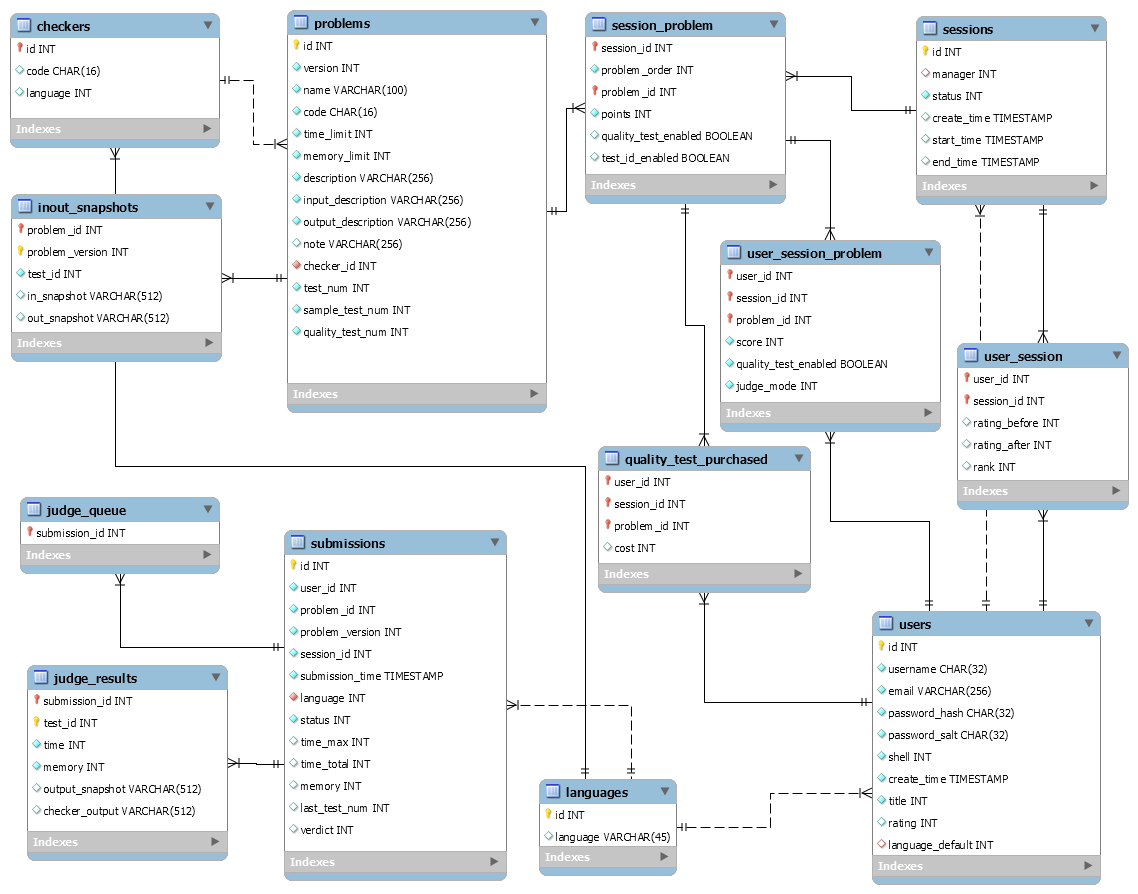 checkers
id INT
code CHAR(16)
language INT
Indexes
problems
id INT
version INT
name VARCHAR(100)
code CHAR(16)
time_limit INT
memory_limit INT
description VARCHAR(256)
input_description VARCHAR(256)
output_description VARCHAR(256)
note VARCHAR(256)
checker_id INT
test_num INT
sample_test_num INT
quality_test_num INT
Indexes
session_problem
session_id INT
problem_order INT
problem_id INT
points INT
quality_test_enabled BOOLEAN
test_id_enabled BOOLEAN
Indexes
sessions
id INT
manager INT
status INT
create_time TIMESTAMP
start_time TIMESTAMP
end_time TIMESTAMP
Indexes
inout_snapshots
problem_id INT
problem_version INT
test_id INT
in_snapshot VARCHAR(512)
out_snapshot VARCHAR(512)
Indexes
user_session_problem
user_id INT
session_id INT
problem_id INT
score INT
quality_test_enabled BOOLEAN
judge_mode INT
Indexes
user_session
user_id INT
session_id INT
rating_before INT
rating_after INT
rank INT
Indexes
quality_test_purchased
user_id INT
session_id INT
problem_id INT
cost INT
Indexes
judge_queue
submission_id INT
Indexes
submissions
id INT
user_id INT
problem_id INT
problem_version INT
session_id INT
submission_time TIMESTAMP
language INT
status INT
time_max INT
time_total INT
memory INT
last_test_num INT
verdict INT
Indexes
judge_results
submission_id INT
test_id INT
time INT
memory INT
output_snapshot VARCHAR(512)
checker_output VARCHAR(512)
Indexes
languages
id INT
language VARCHAR(45)
Indexes
users
id INT
username CHAR(32)
email VARCHAR(256)
password_hash CHAR(32)
password_salt CHAR(32)
shell INT
create_time TIMESTAMP
title INT
rating INT
language_default INT
Indexes